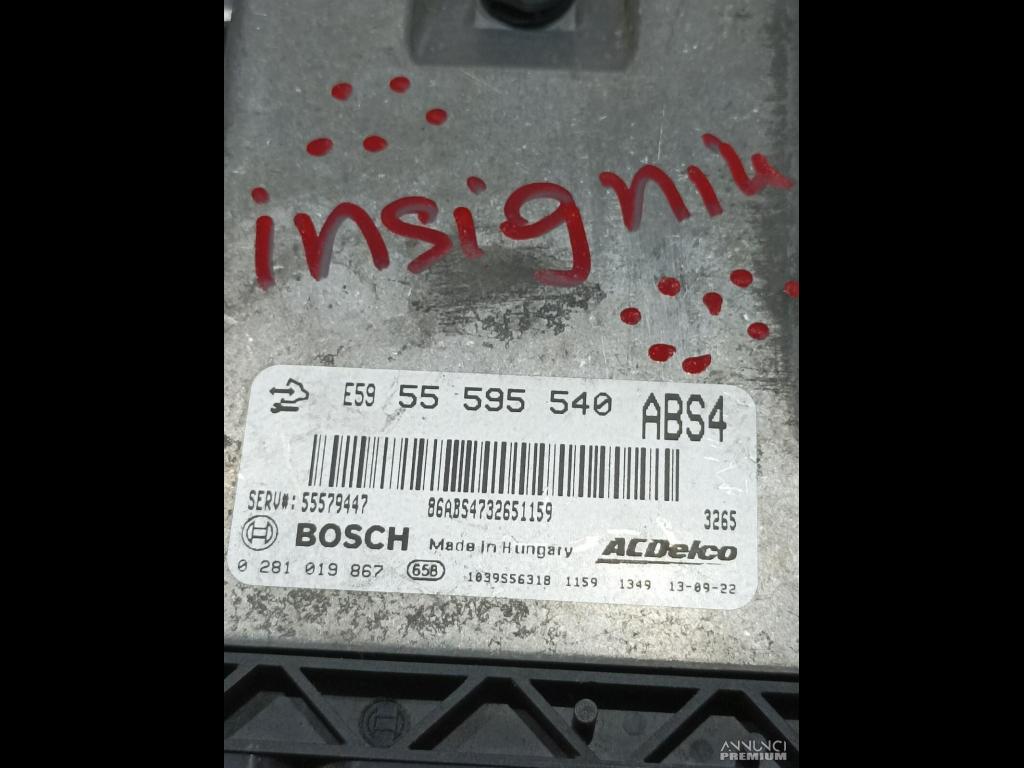 insignia
E59 55 595 540 ABS4
SERV#: 55579447 86ABS4732651159 3265
BOSCH Made in Hungary ACDelco
0 281 019 867 658 1039S56318 1159 1349 13-09-22
ANNUNCI
PREMIUM